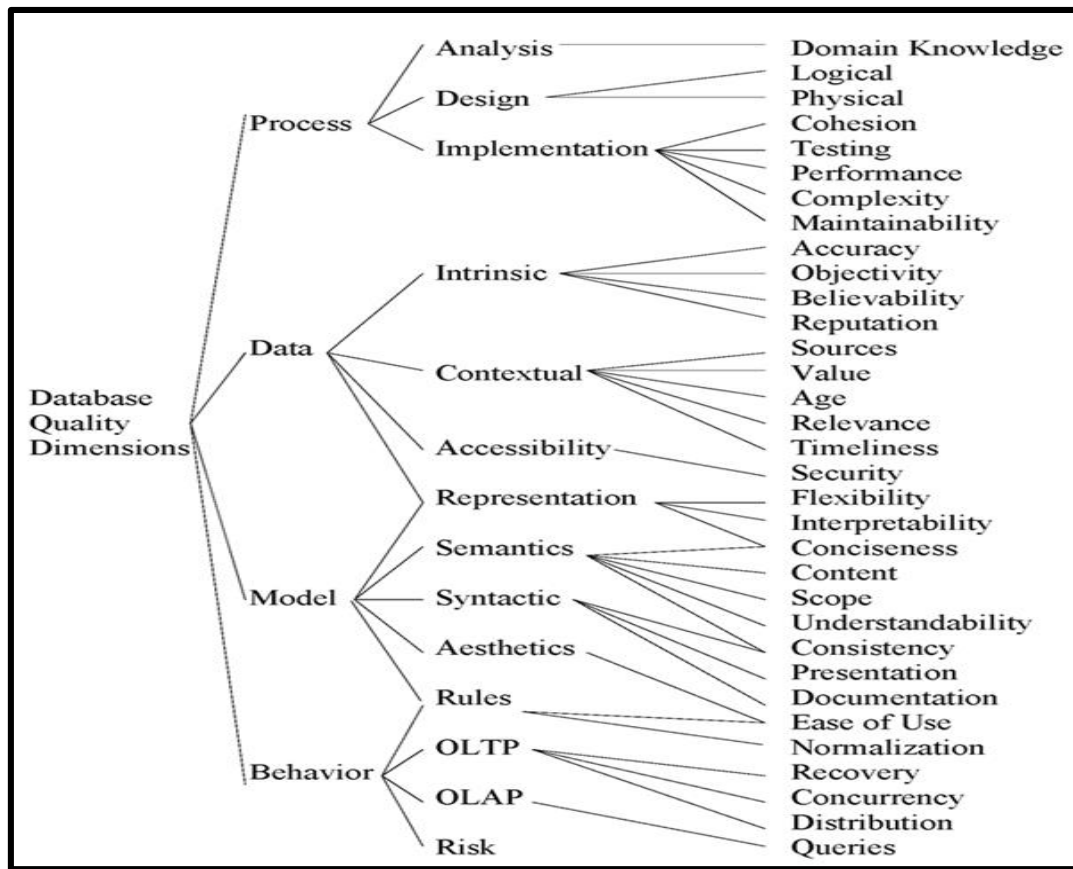 Database
Quality
Dimensions
Process
Data
Model
Behavior
Analysis
Design
Implementation
Intrinsic
Contextual
Accessibility
Representation
Semantics
Syntactic
Aesthetics
Rules
OLTP
OLAP
Risk
Domain Knowledge
Logical
Physical
Cohesion
Testing
Performance
Complexity
Maintainability
Accuracy
Objectivity
Believability
Reputation
Sources
Value
Age
Relevance
Timeliness
Security
Flexibility
Interpretability
Conciseness
Content
Scope
Understandability
Consistency
Presentation
Documentation
Ease of Use
Normalization
Recovery
Concurrency
Distribution
Queries